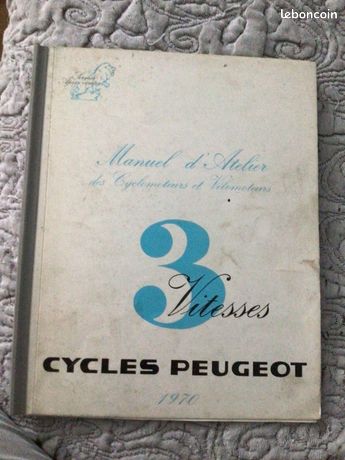 leboncoin
Manuel d'Atelier
des Cyclomoteurs et Vélomoteurs
3
Vitesses
CYCLES PEUGEOT
1970